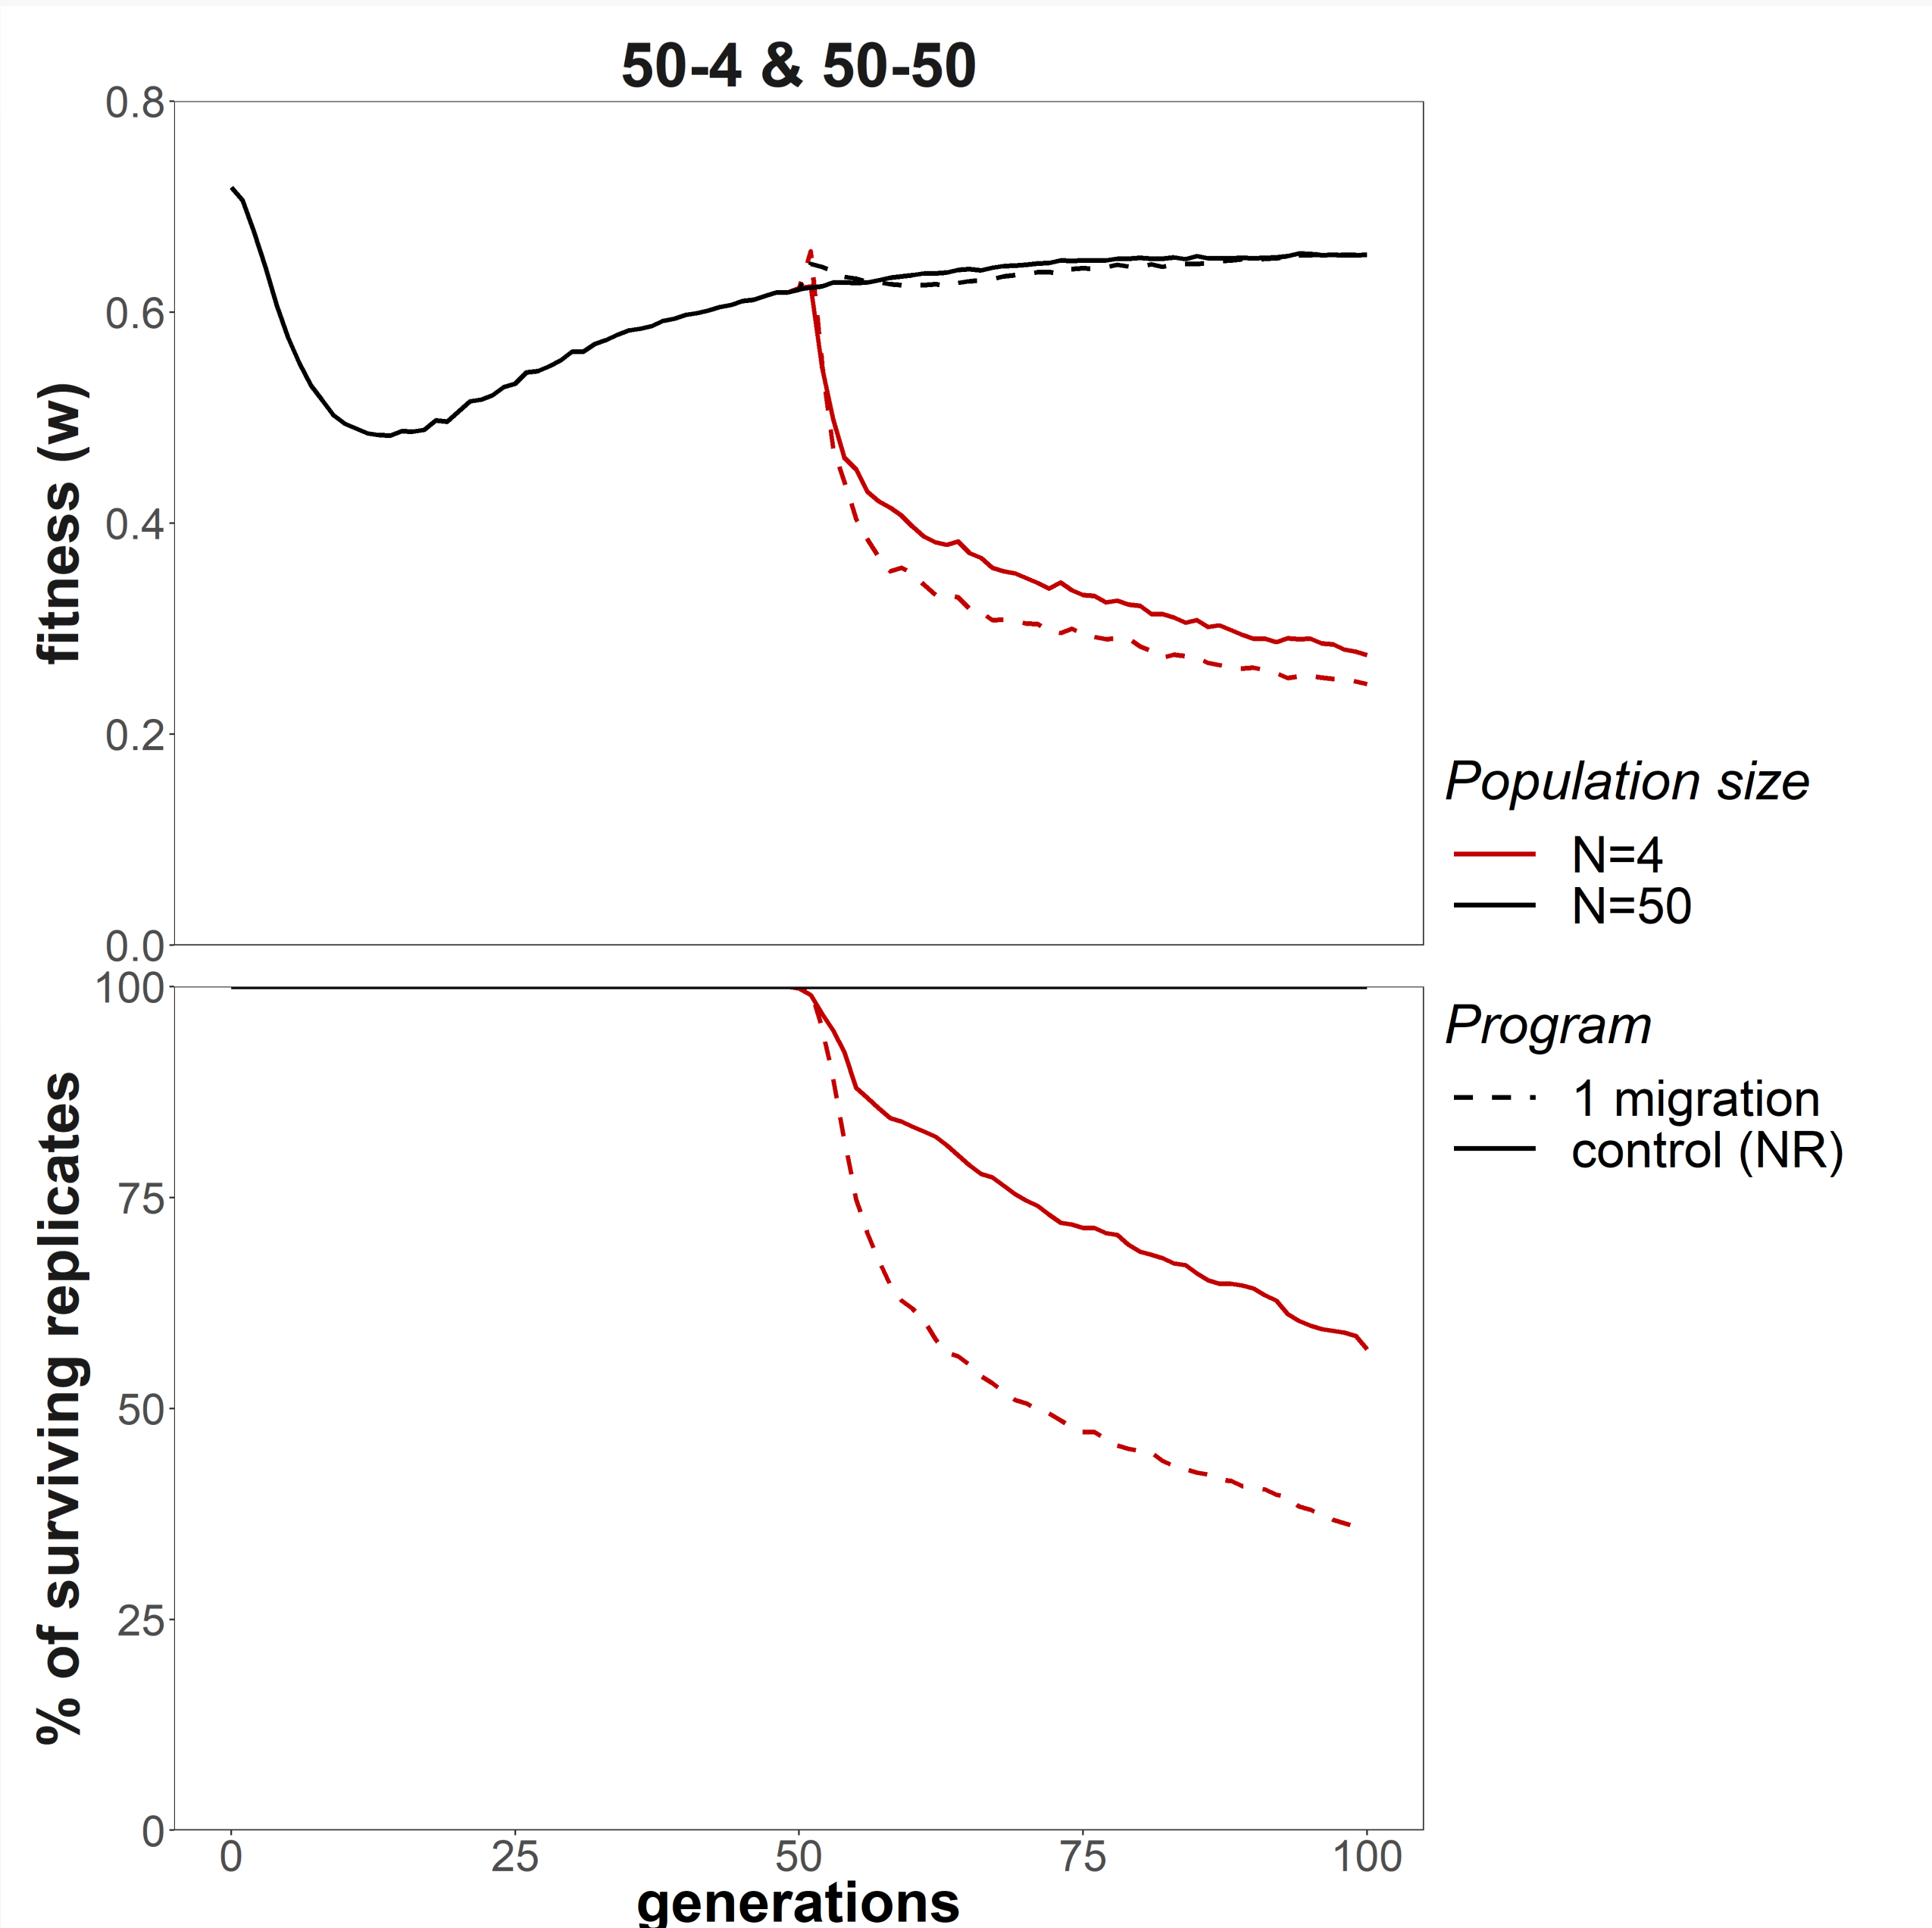 50-4 & 50-50
fitness (w)
0.8
0.6
0.4
0.2
0.0
Population size
N=4
N=50
% of surviving replicates
100
75
50
25
0
Program
1 migration
control (NR)
0 25 50 75 100
generations